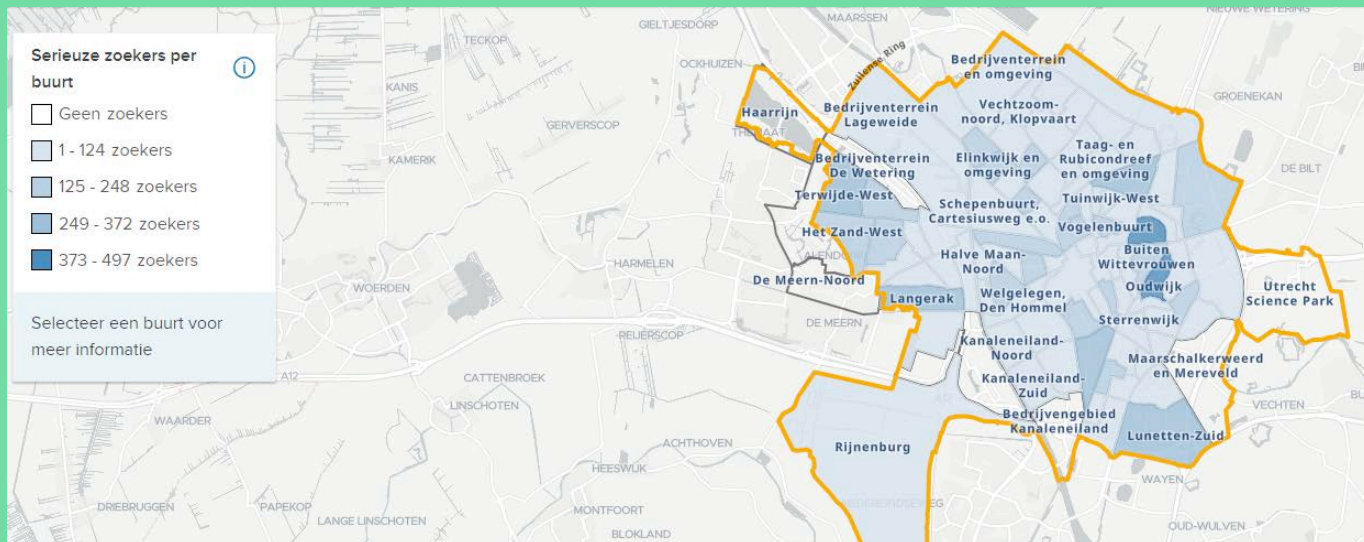 Serieuze zoekers per
buurt
Geen zoekers
1 - 124 zoekers
125 - 248 zoekers
249 - 372 zoekers
373 - 497 zoekers
Selecteer een buurt voor
meer informatie
TECKOP
KANIS
KAMERIK
GERVERSCOP
GIELTJESDORP
OCKHUIZEN
MAARSSEN
Zuilense Ring
NIEUWE WETERING
GROENEKAN
DE BILT
Haarrijn
Bedrijventerrein
Lageweide
Bedrijventerrein
en omgeving
Vechtzoom-
noord, Klopvaart
Bedrijventerrein
De Wetering
Elinkwijk en
omgeving
Taag- en
Rubicondreef
en omgeving
Terwijde-West
Schepenbuurt,
Cartesiusweg e.o.
Tuinwijk-West
Vogelenbuurt
Het Zand-West
Halve Maan-
Noord
Buiten
Wittevrouwen
HARMELEN
WOERDEN
De Meern-Noord
Langerak
Welgelegen,
Den Hommel
Oudwijk
Utrecht
Science Park
DE MEERN
Sterrenwijk
REIJERSCOP
Kanaleneiland-
Noord
Maarschalkerweerd
en Mereveld
A12
CATTENBROEK
Kanaleneiland-
Zuid
LINSCHOTEN
WAARDER
Bedrijvengebied
Kanaleneiland
VECHTEN
Lunetten-Zuid
Rijnenburg
ACHTHOVEN
HEESWIJK
WAYEN
DRIEBRUGGEN
PAPEKOP
LANGE LINSCHOTEN
MONTFOORT
BLOKLAND
OUD-WULVEN